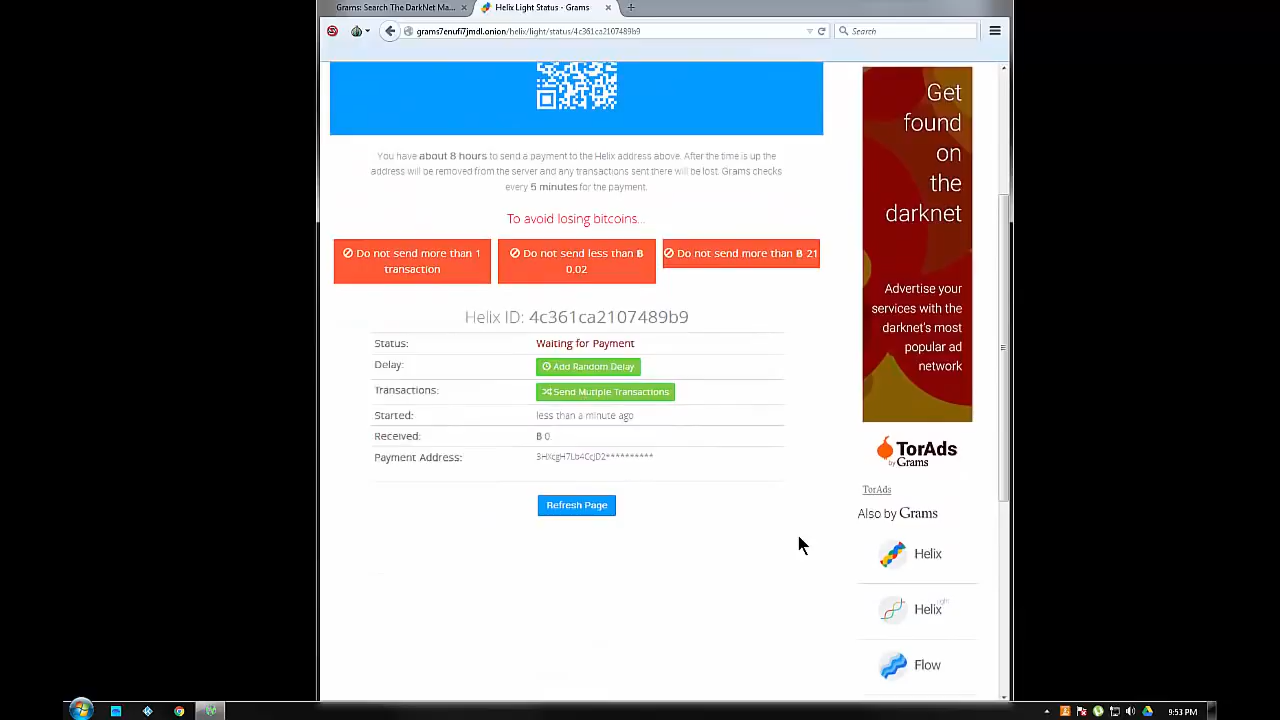 Grams: Search The DarkNet Ma...
Helix Light Status - Grams
grams7enufi7jmdl.onion/helix/light/status/4c361ca2107489b9
Search
You have about 8 hours to send a payment to the Helix address above. After the time is up the
address will be removed from the server and any transactions sent there will be lost. Grams checks
every 5 minutes for the payment.
To avoid losing bitcoins...
Do not send more than 1
transaction
Do not send less than B
0.02
Do not send more than B 21
Helix ID: 4c361ca2107489b9
Status: Waiting for Payment
Delay: Add Random Delay
Transactions: Send Mutiple Transactions
Started: less than a minute ago
Received: B 0.
Payment Address:
Refresh Page
Get
found
on
the
darknet
Advertise your
services with the
darknet's most
popular ad
network
TorAds
by Grams
TorAds
Also by Grams
Helix
Helix Light
Flow
9:53 PM